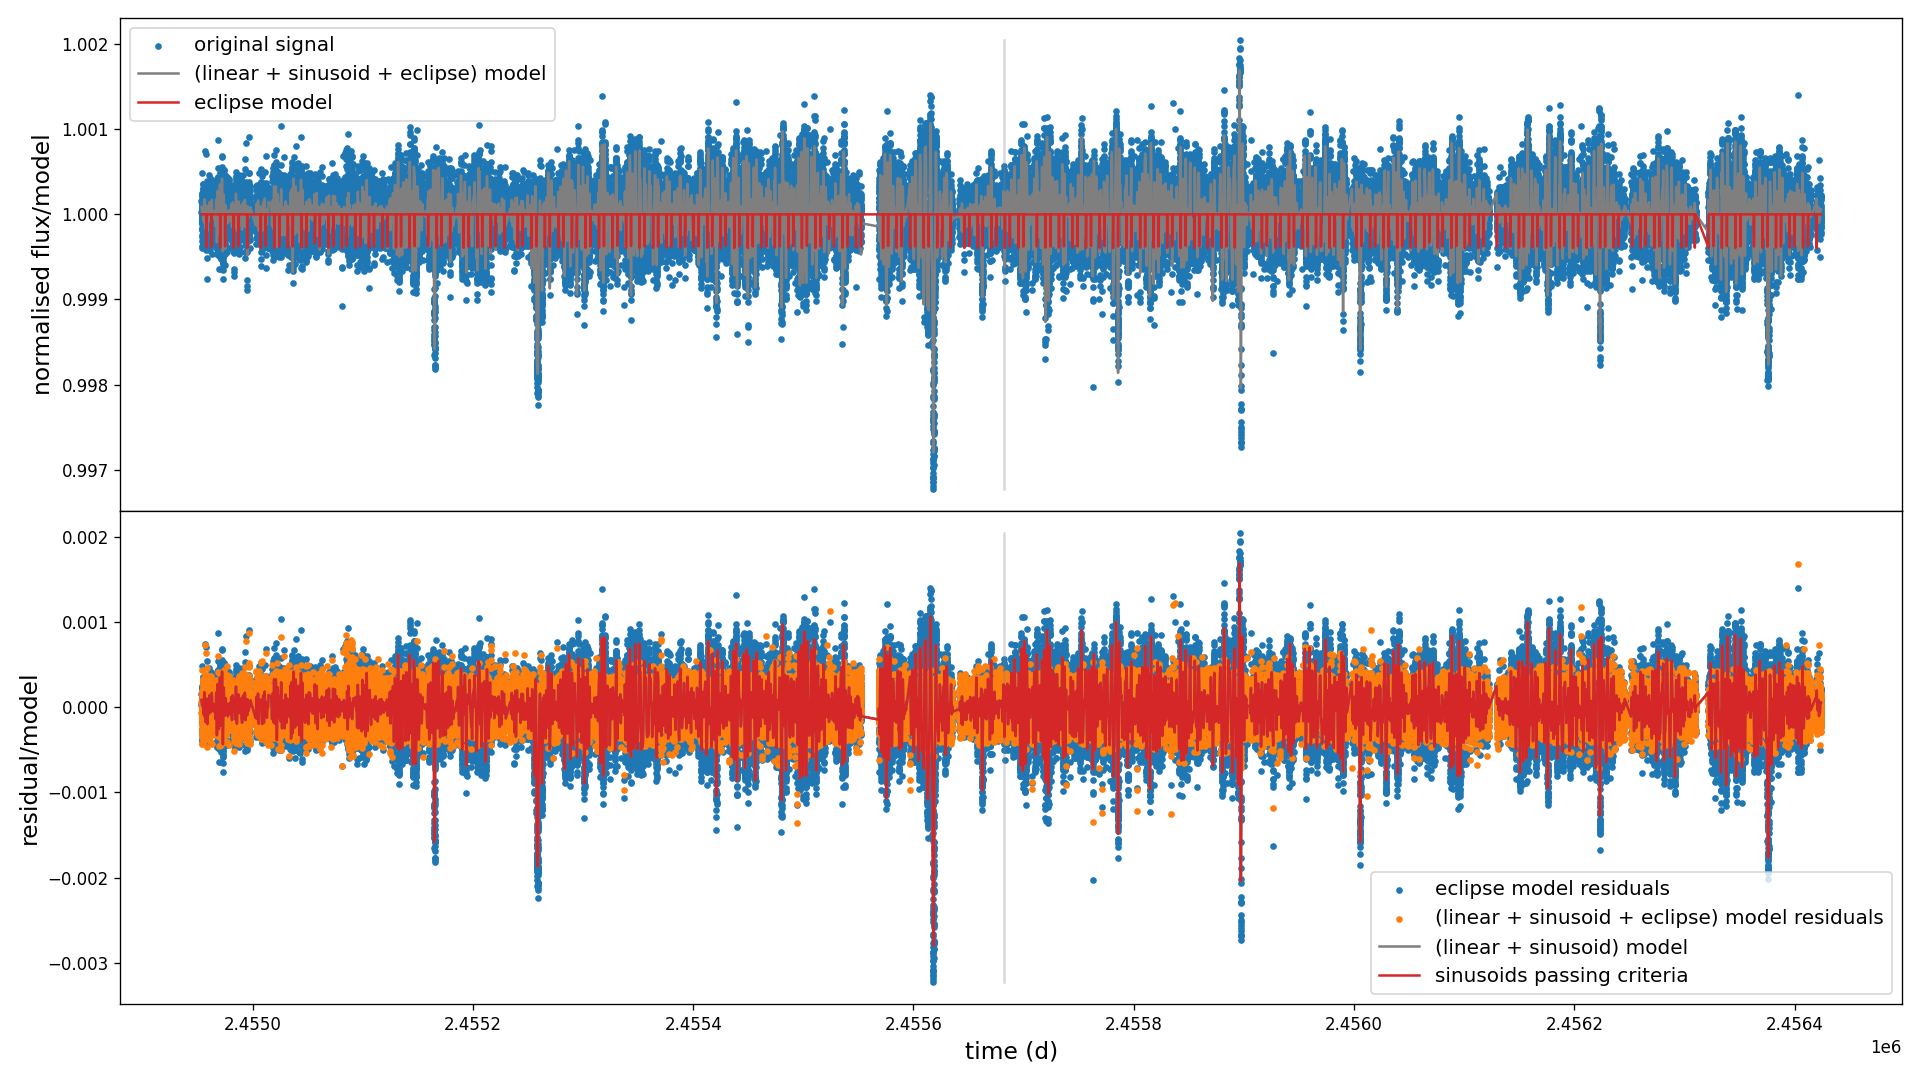 original signal
(linear + sinusoid + eclipse) model
eclipse model
normalised flux/model
1.002
1.001
1.000
0.999
0.998
0.997
residual/model
0.002
0.001
0.000
−0.001
−0.002
−0.003
eclipse model residuals
(linear + sinusoid + eclipse) model residuals
(linear + sinusoid) model
sinusoids passing criteria
2.4550 2.4552 2.4554 2.4556 2.4558 2.4560 2.4562 2.4564
1e6
time (d)